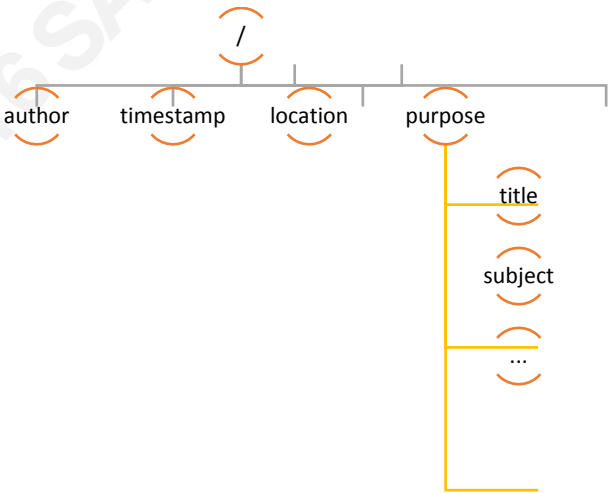 /
author timestamp location purpose
title
subject
...